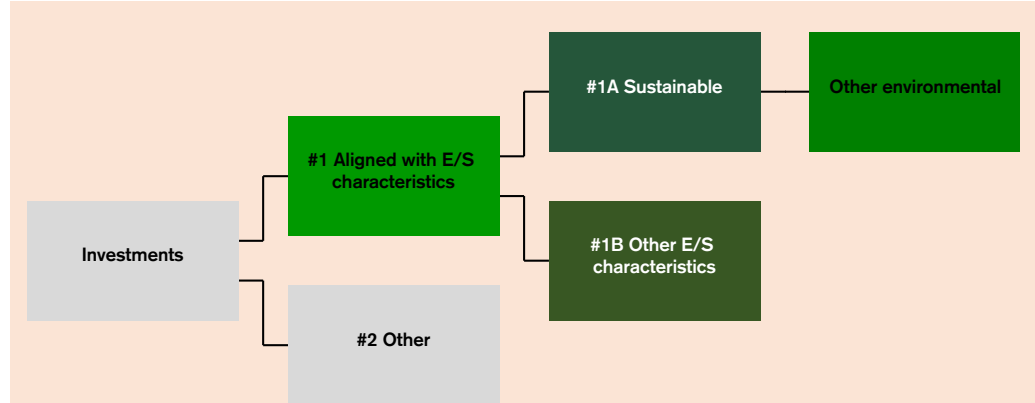 Investments
#1 Aligned with E/S
characteristics
#2 Other
#1A Sustainable
#1B Other E/S
characteristics
Other environmental